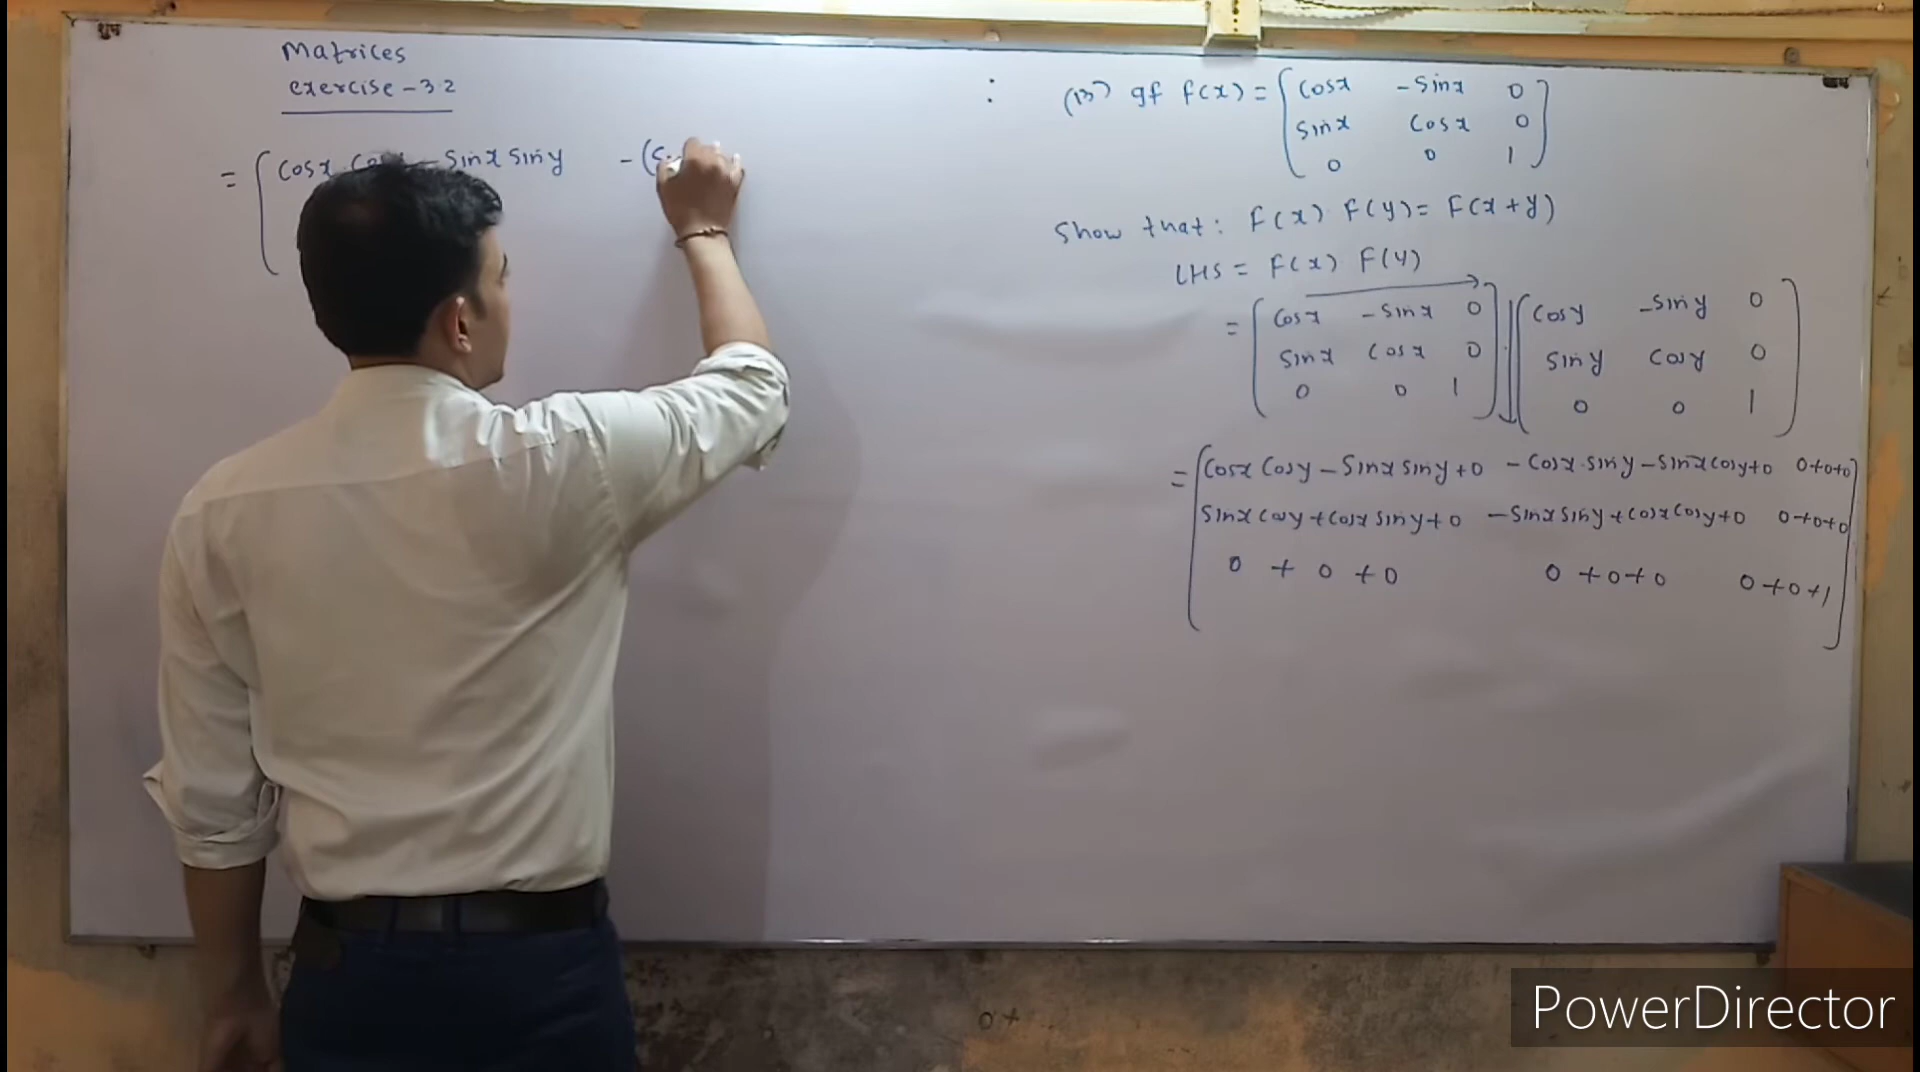 शुभ
Matrices
exercise - 3.2
= [ cosx - sinx siny -(
: (13) If F(x) = [ cosx -sinx 0
sinx cosx 0
0 0 1 ]
Show that: F(x) F(y) = F(x+y)
LHS = F(x) F(y)
= [ cosx -sinx 0 ] . [ cosy -siny 0
sinx cosx 0 siny cosy 0
0 0 1 ] 0 0 1 ]
= [ cosx cosy - sinx siny + 0 -cosx.siny - sinx cosy + 0 0+0+0
sinx cosy + cosx siny + 0 -sinx siny + cosx cosy + 0 0+0+0
0 + 0 + 0 0 + 0 + 0 0 + 0 + 1 ]
0+
PowerDirector